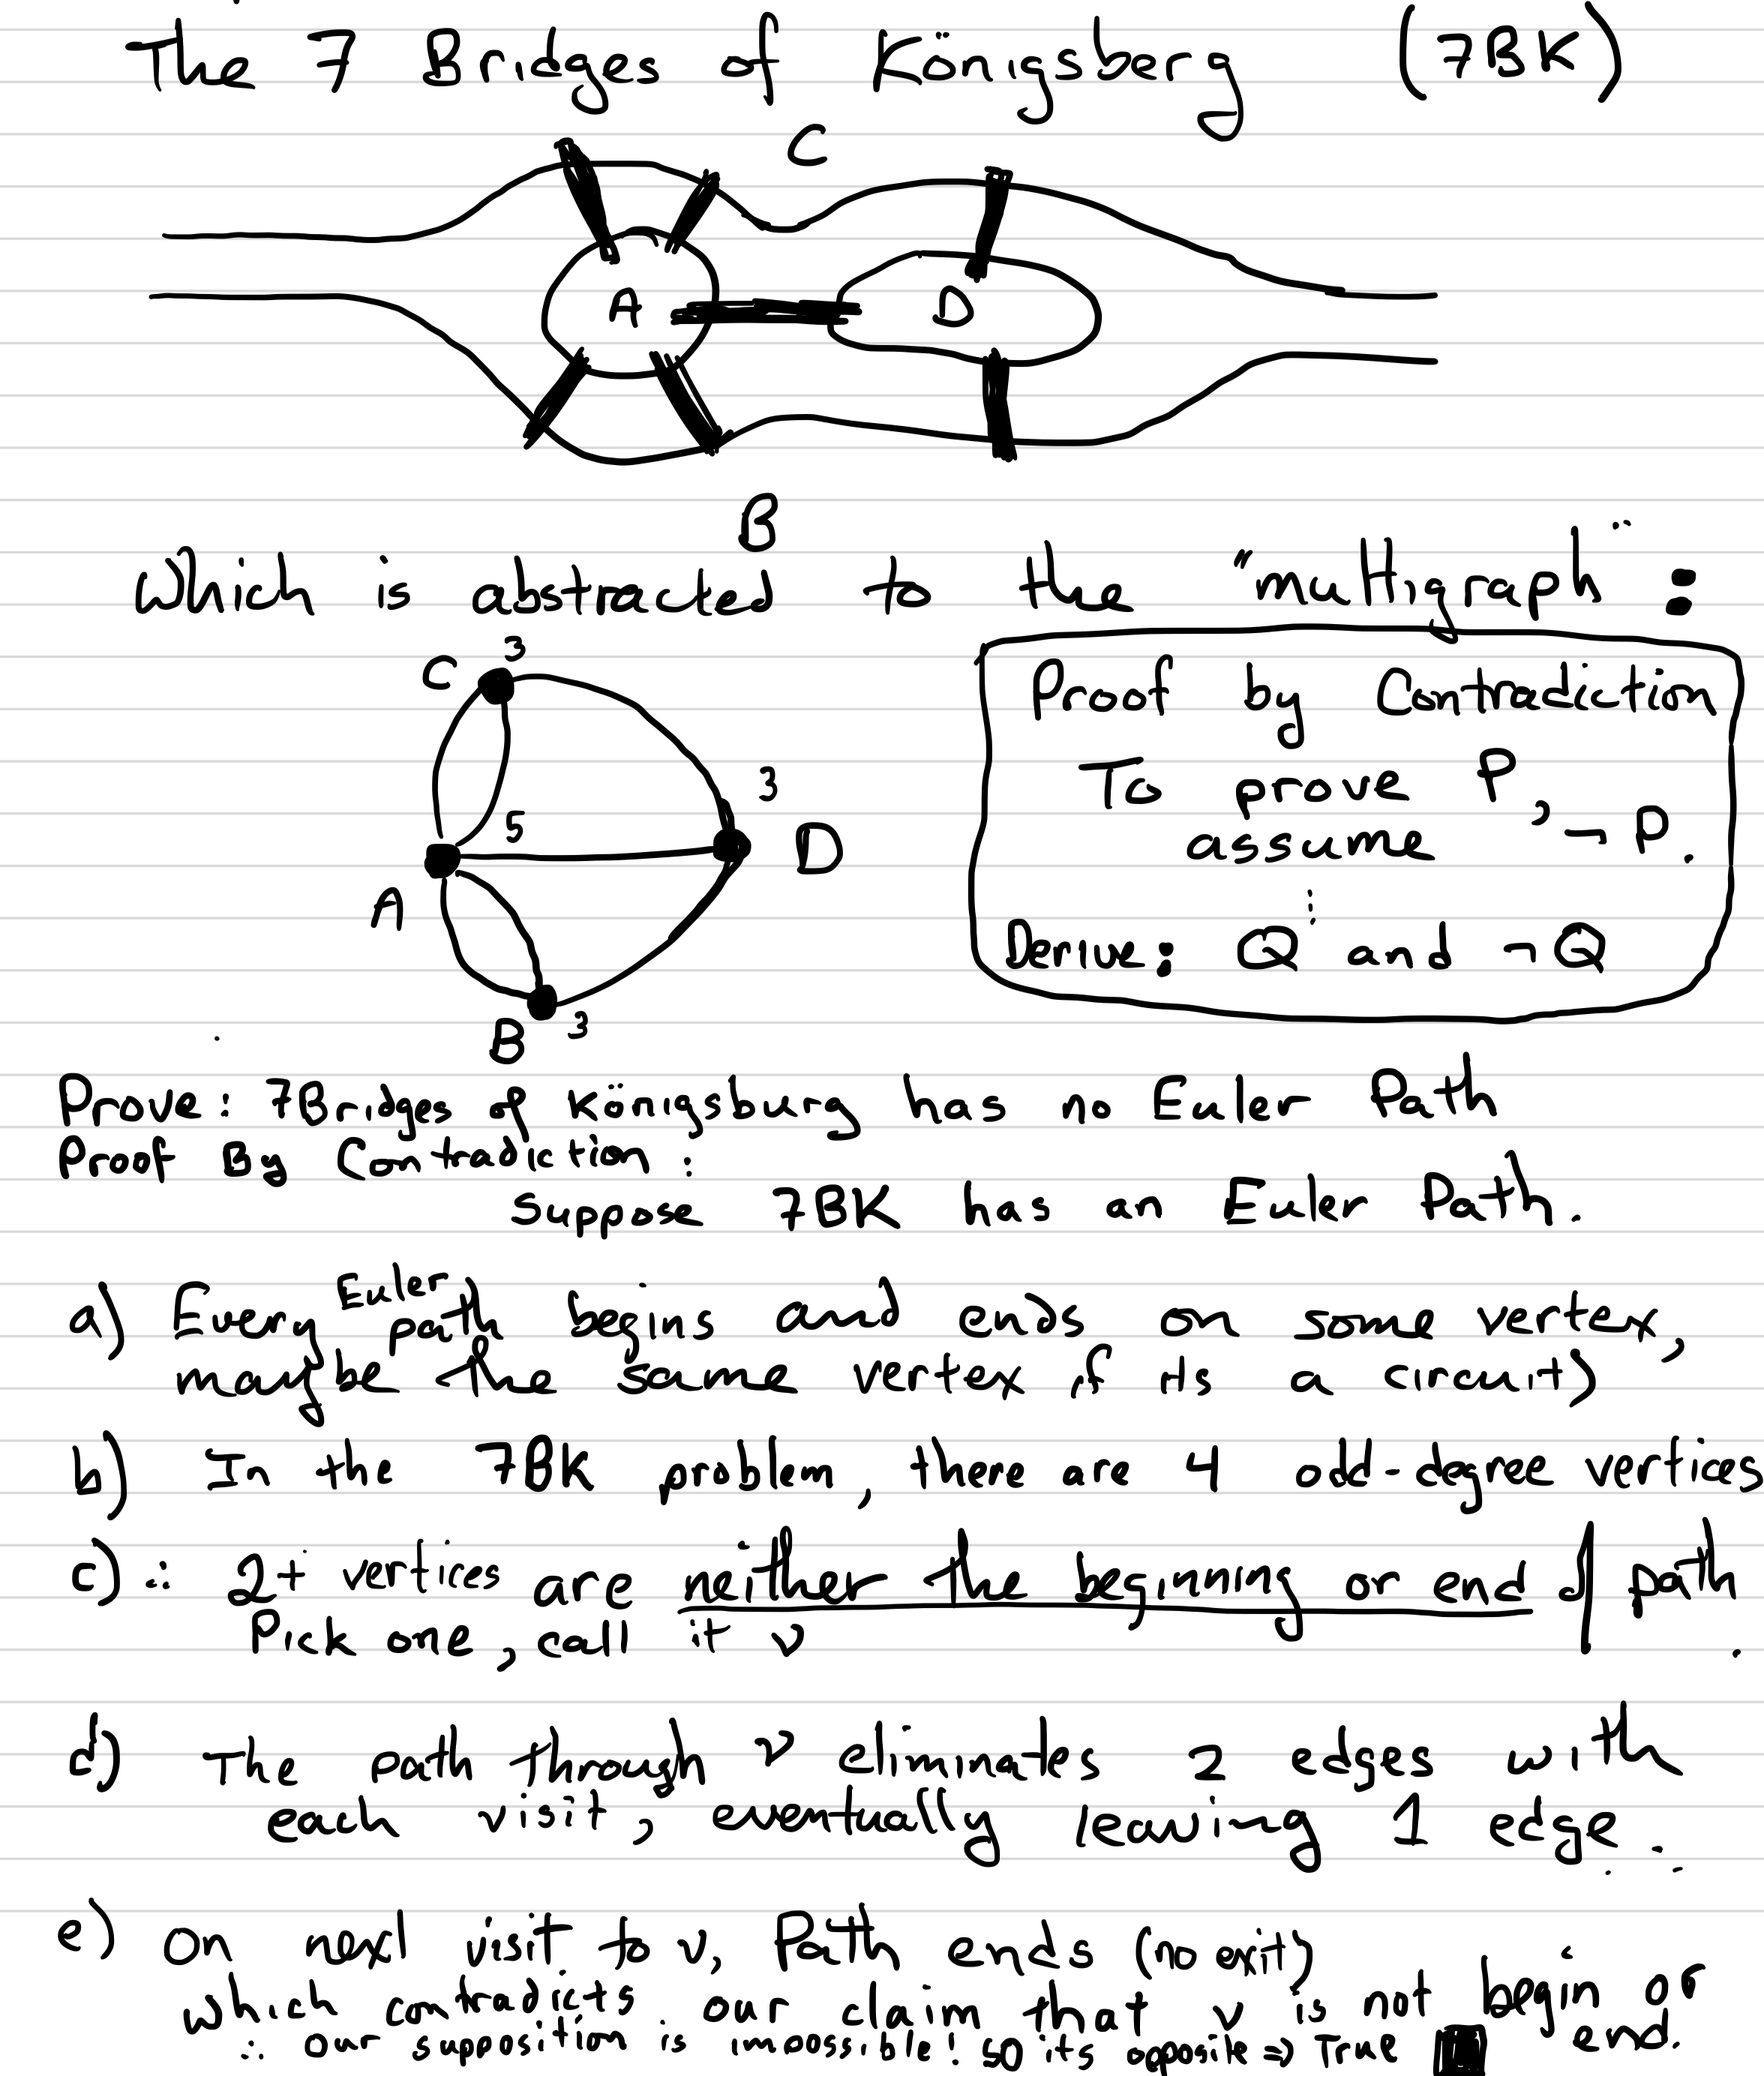 The 7 Bridges of Königsberg (7BK)
C
A
D
B
Which is abstracted to the "multigraph":
C 3
3
5
D
A
B 3
Proof by Contradiction
To prove P,
assume ¬P.
⋮
Derive: Q and ¬Q
Prove: 7Bridges of Königsburg has no Euler Path
Proof By Contradiction:
Suppose 7BK has an Euler Path.
a) Every Euler path begins and ends on some vertex,
maybe the same vertex if its a circuit)
b) In the 7BK problem, there are 4 odd-degree vertices
c) ∴ 2+ vertices are neither the beginning or end of path.
Pick one, call it v
d) The path through v eliminates 2 edges with
each visit, eventually leaving 1 edge.
e) On next visit to v, Path ends (no exit)
which contradicts our claim that v is not begin or end.
∴ our supposition is impossible! so its opposite => True